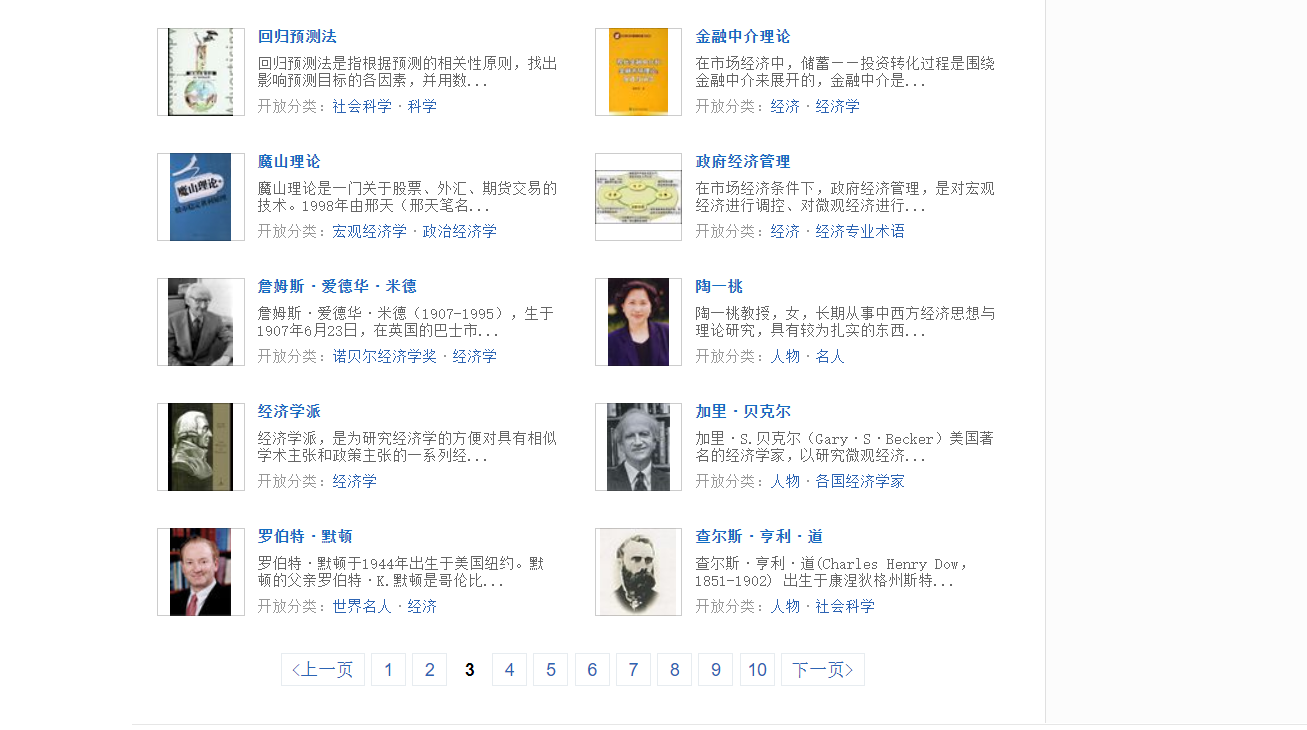 回归预测法
回归预测法是指根据预测的相关性原则，找出
影响预测目标的各因素，并用数...
开放分类：社会科学 · 科学
金融中介理论
在市场经济中，储蓄——投资转化过程是围绕
金融中介来展开的，金融中介是...
开放分类：经济 · 经济学
魔山理论
魔山理论
魔山理论是一门关于股票、外汇、期货交易的
技术。1998年由邢天（邢天笔名...
开放分类：宏观经济学 · 政治经济学
政府经济管理
在市场经济条件下，政府经济管理，是对宏观
经济进行调控、对微观经济进行...
开放分类：经济 · 经济专业术语
詹姆斯·爱德华·米德
詹姆斯·爱德华·米德（1907-1995），生于
1907年6月23日，在英国的巴士市...
开放分类：诺贝尔经济学奖 · 经济学
陶一桃
陶一桃教授，女，长期从事中西方经济思想与
理论研究，具有较为扎实的东西...
开放分类：人物 · 名人
经济学派
经济学派，是为研究经济学的方便对具有相似
学术主张和政策主张的一系列经...
开放分类：经济学
加里·贝克尔
加里·S.贝克尔（Gary·S·Becker）美国著
名的经济学家，以研究微观经济...
开放分类：人物 · 各国经济学家
罗伯特·默顿
罗伯特·默顿于1944年出生于美国纽约。默
顿的父亲罗伯特·K.默顿是哥伦比...
开放分类：世界名人 · 经济
查尔斯·亨利·道
查尔斯·亨利·道(Charles Henry Dow，
1851-1902) 出生于康涅狄格州斯特...
开放分类：人物 · 社会科学
<上一页 1 2 3 4 5 6 7 8 9 10 下一页>